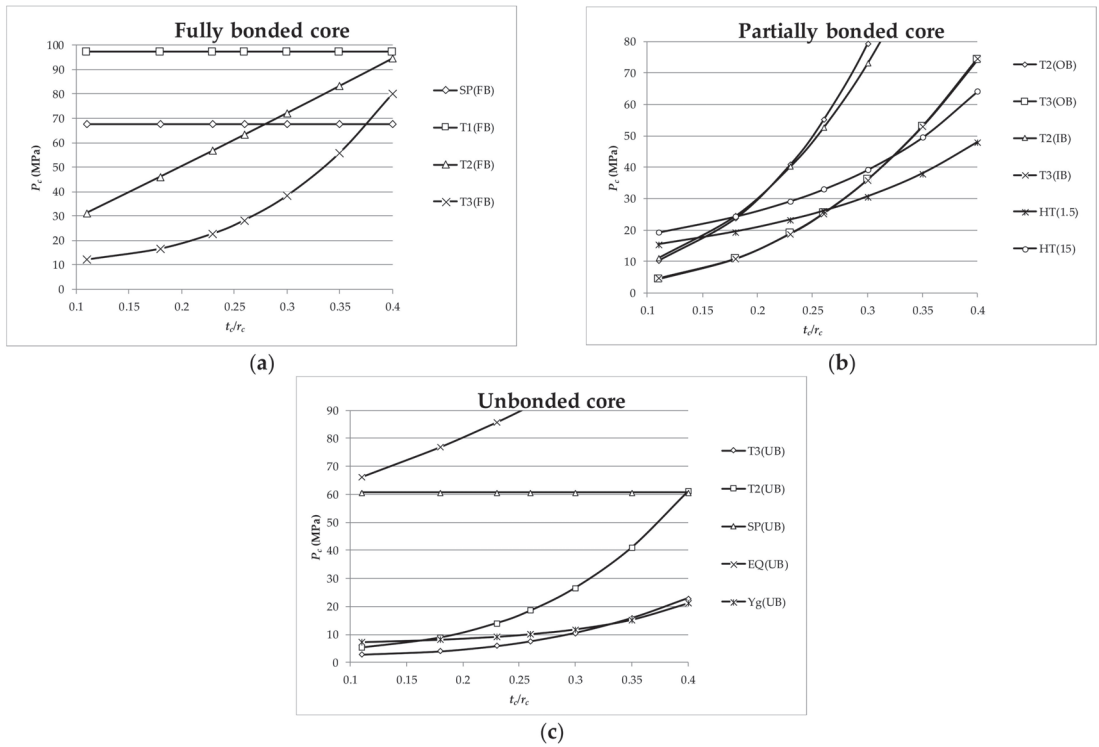 Fully bonded core
100
90
80
70
60
50
40
30
20
10
0
P_c (MPa)
0.1 0.15 0.2 0.25 0.3 0.35 0.4
t_c/r_c
SP(FB)
T1(FB)
T2(FB)
T3(FB)
(a)
Partially bonded core
80
70
60
50
40
30
20
10
0
P_c (MPa)
0.1 0.15 0.2 0.25 0.3 0.35 0.4
t_c/r_c
T2(OB)
T3(OB)
T2(IB)
T3(IB)
HT(1.5)
HT(15)
(b)
Unbonded core
90
80
70
60
50
40
30
20
10
0
P_c (MPa)
0.1 0.15 0.2 0.25 0.3 0.35 0.4
t_c/r_c
T3(UB)
T2(UB)
SP(UB)
EQ(UB)
Yg(UB)
(c)